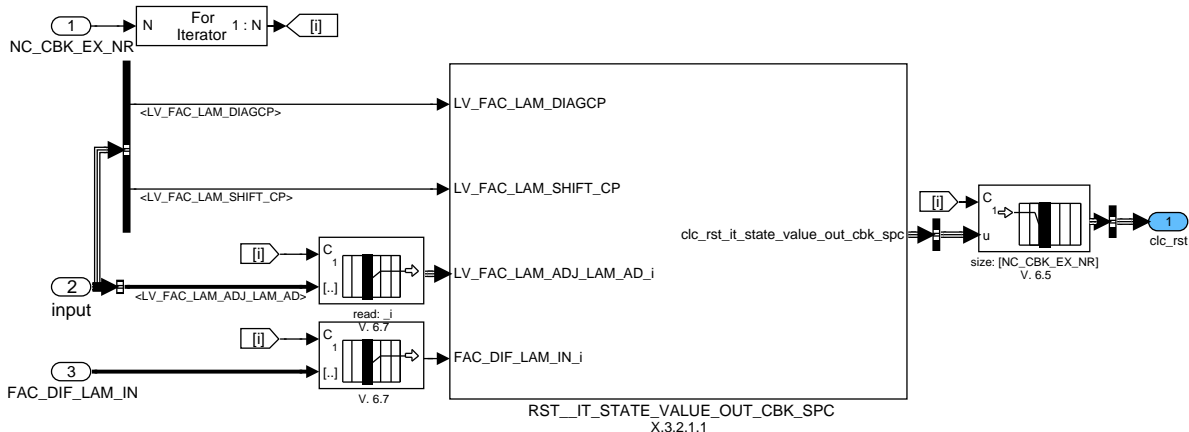 1
NC_CBK_EX_NR
N
For
Iterator
1 : N
[i]
<LV_FAC_LAM_DIAGCP>
LV_FAC_LAM_DIAGCP
<LV_FAC_LAM_SHIFT_CP>
LV_FAC_LAM_SHIFT_CP
[i]
C
1
u
size: [NC_CBK_EX_NR]
V. 6.5
1
clc_rst
clc_rst_it_state_value_out_cbk_spc
2
input
<LV_FAC_LAM_ADJ_LAM_AD>
[i]
C
1
[..]
read: _i
V. 6.7
LV_FAC_LAM_ADJ_LAM_AD_i
3
FAC_DIF_LAM_IN
[i]
C
1
[..]
V. 6.7
FAC_DIF_LAM_IN_i
RST__IT_STATE_VALUE_OUT_CBK_SPC
X.3.2.1.1